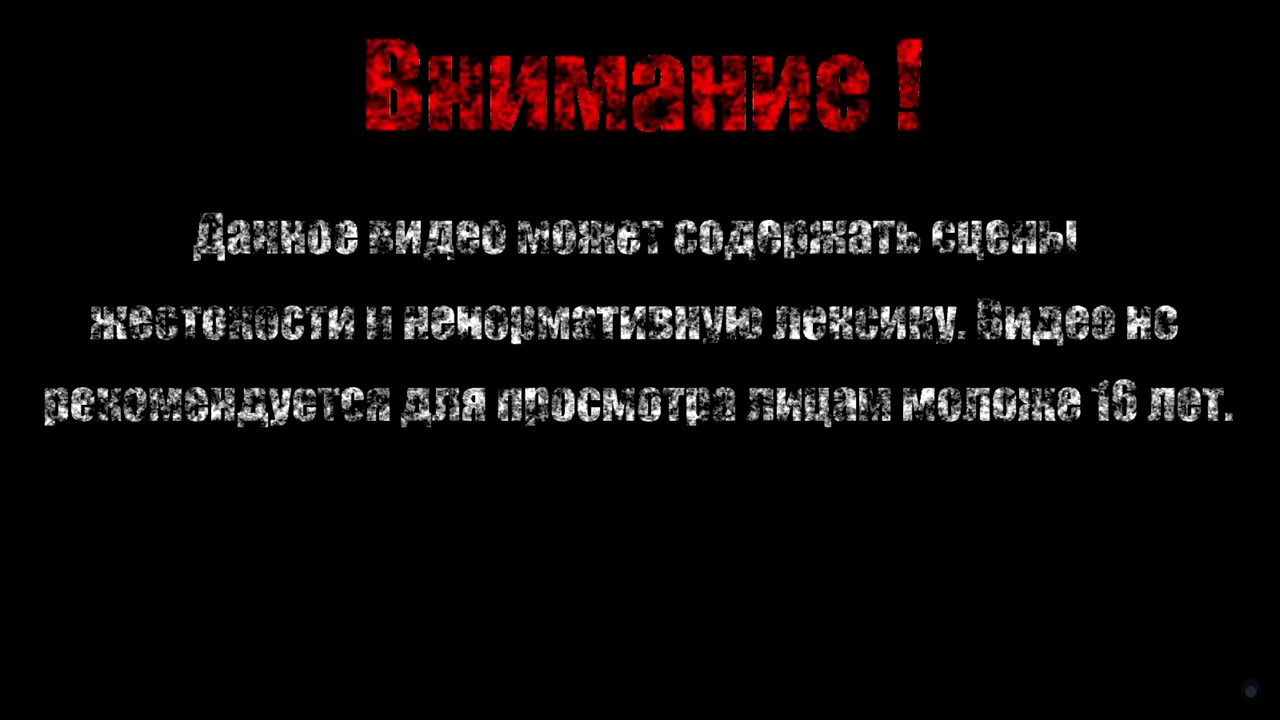 Внимание !
Данное видео может содержать сцены
жестокости и ненормативную лексику. Видео не
рекомендуется для просмотра лицам моложе 16 лет.